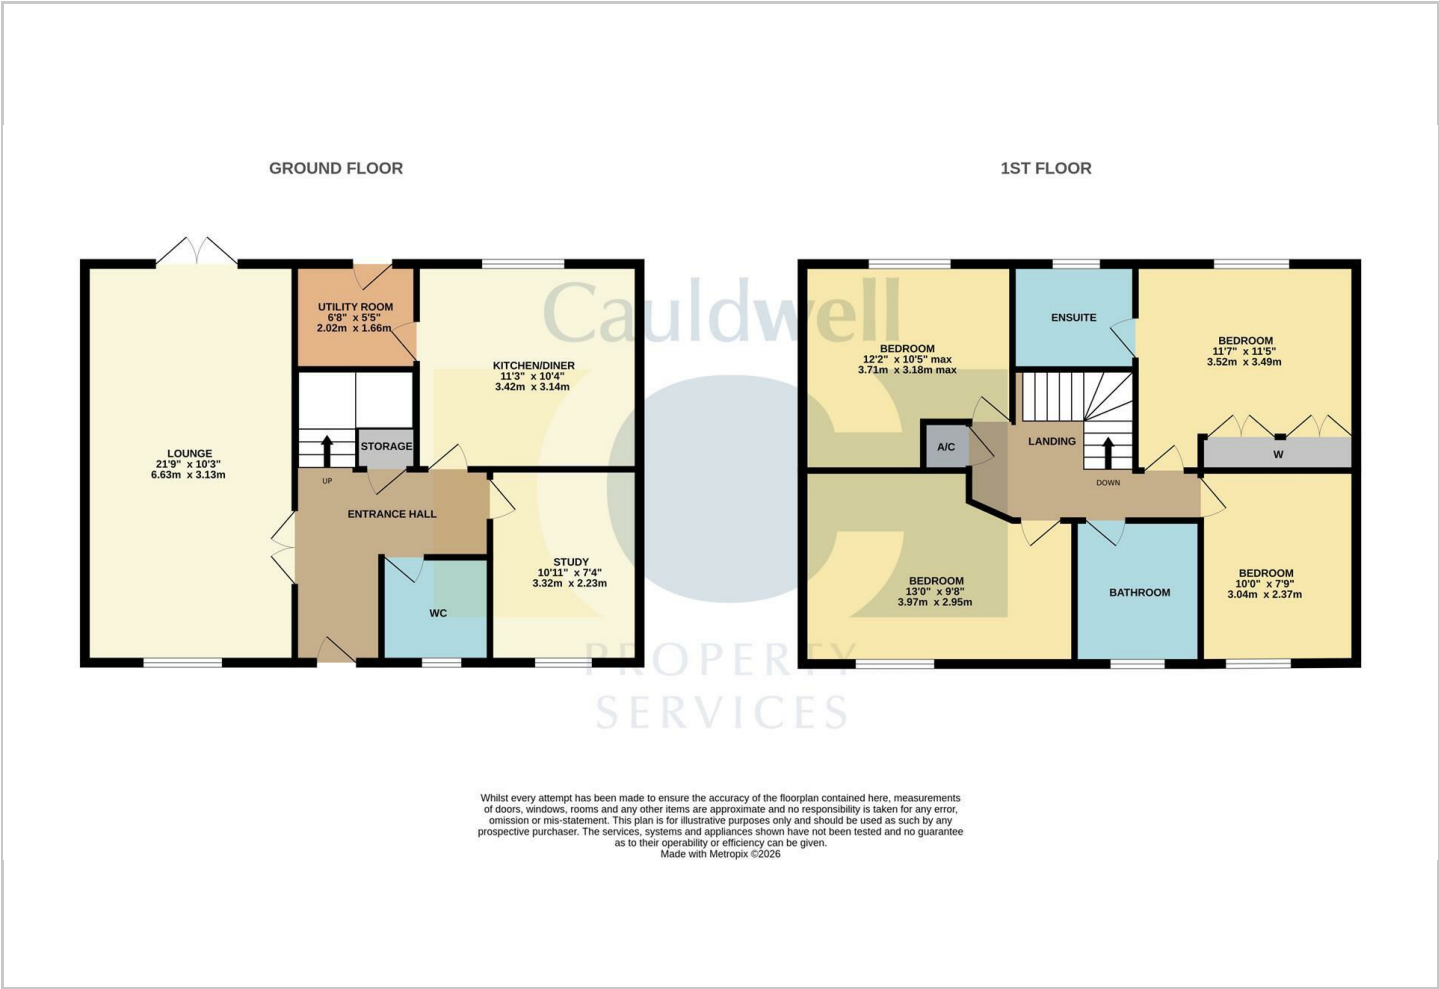 GROUND FLOOR
1ST FLOOR
LOUNGE
21'9" x 10'3"
6.63m x 3.13m
UTILITY ROOM
6'8" x 5'5"
2.02m x 1.66m
KITCHEN/DINER
11'3" x 10'4"
3.42m x 3.14m
STORAGE
UP
ENTRANCE HALL
STUDY
10'11" x 7'4"
3.32m x 2.23m
WC
BEDROOM
12'2" x 10'5" max
3.71m x 3.18m max
ENSUITE
BEDROOM
11'7" x 11'5"
3.52m x 3.49m
A/C
LANDING
W
DOWN
BEDROOM
13'0" x 9'8"
3.97m x 2.95m
BATHROOM
BEDROOM
10'0" x 7'9"
3.04m x 2.37m
Cauldwell
PROPERTY
SERVICES
Whilst every attempt has been made to ensure the accuracy of the floorplan contained here, measurements
of doors, windows, rooms and any other items are approximate and no responsibility is taken for any error,
omission or mis-statement. This plan is for illustrative purposes only and should be used as such by any
prospective purchaser. The services, systems and appliances shown have not been tested and no guarantee
as to their operability or efficiency can be given.
Made with Metropix ©2026